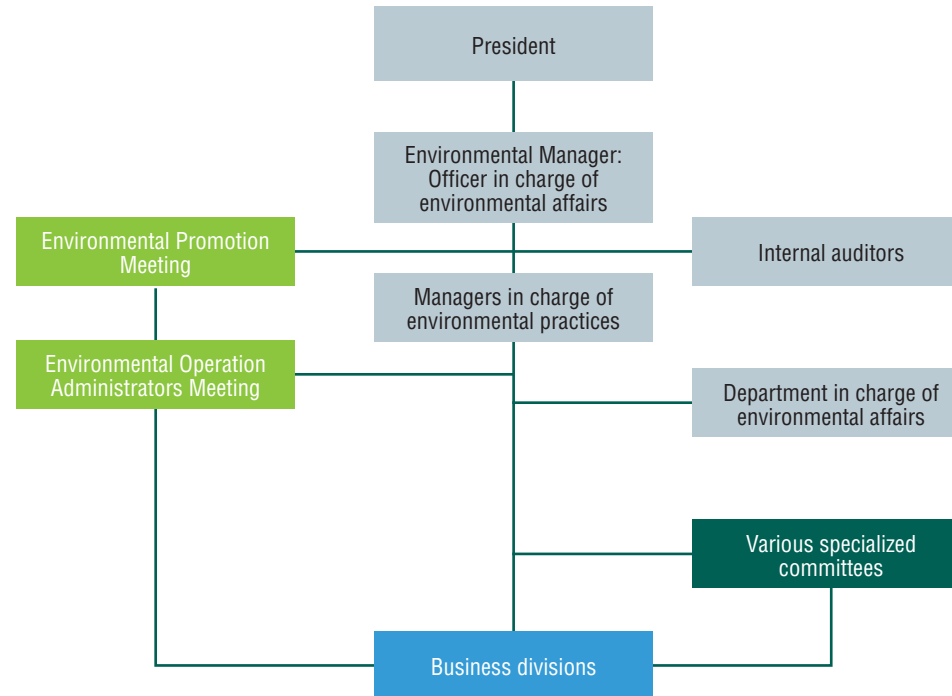 President
Environmental Manager:
Officer in charge of
environmental affairs
Environmental Promotion
Meeting
Internal auditors
Managers in charge of
environmental practices
Environmental Operation
Administrators Meeting
Department in charge of
environmental affairs
Various specialized
committees
Business divisions